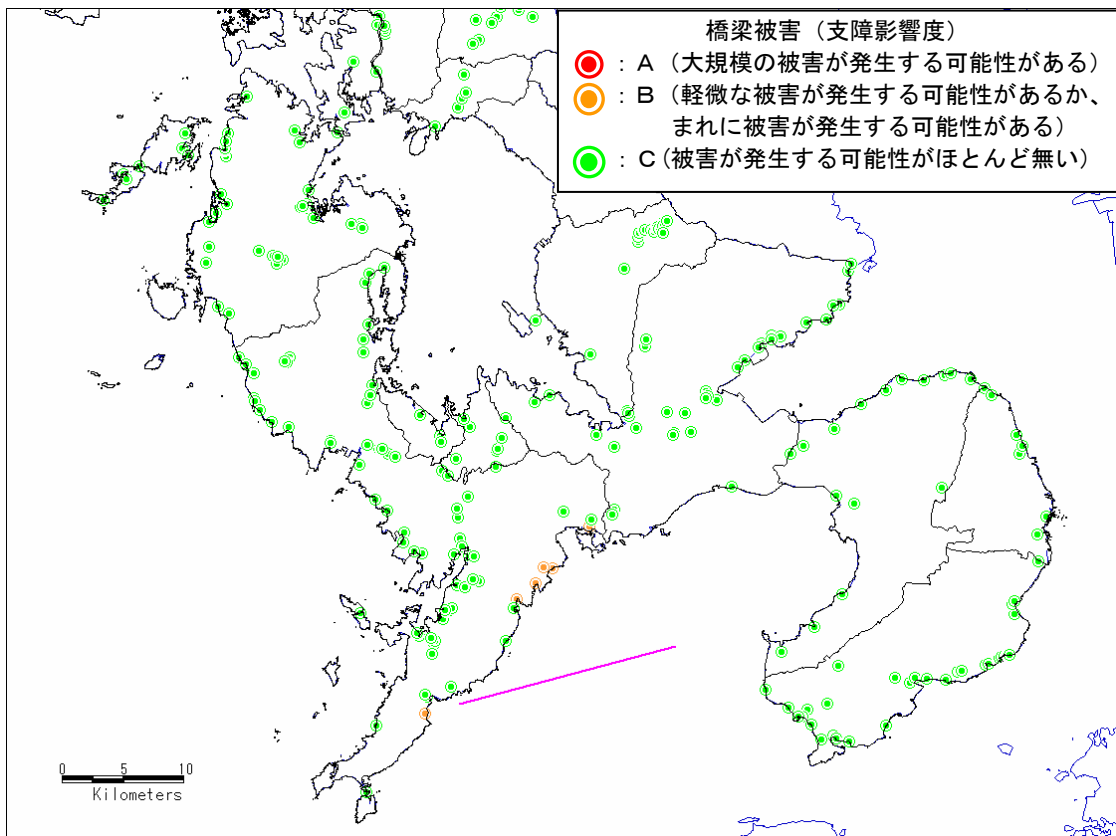 橋梁被害（支障影響度）
：A（大規模の被害が発生する可能性がある）
：B（軽微な被害が発生する可能性があるか、
まれに被害が発生する可能性がある）
：C（被害が発生する可能性がほとんど無い）
0 5 10
Kilometers